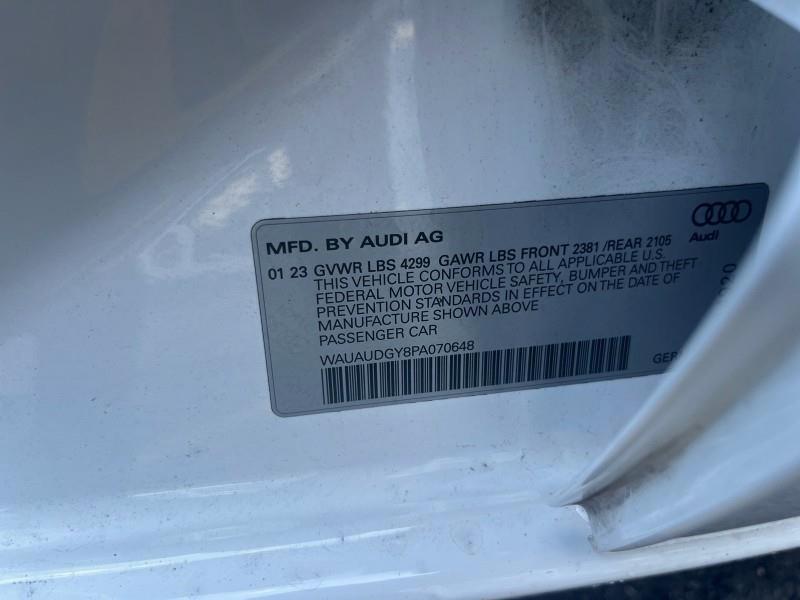 MFD. BY AUDI AG
Audi
01 23 GVWR LBS 4299 GAWR LBS FRONT 2381 /REAR 2105
THIS VEHICLE CONFORMS TO ALL APPLICABLE U.S.
FEDERAL MOTOR VEHICLE SAFETY, BUMPER AND THEFT
PREVENTION STANDARDS IN EFFECT ON THE DATE OF
MANUFACTURE SHOWN ABOVE
PASSENGER CAR
WAUAUDGY8PA070648